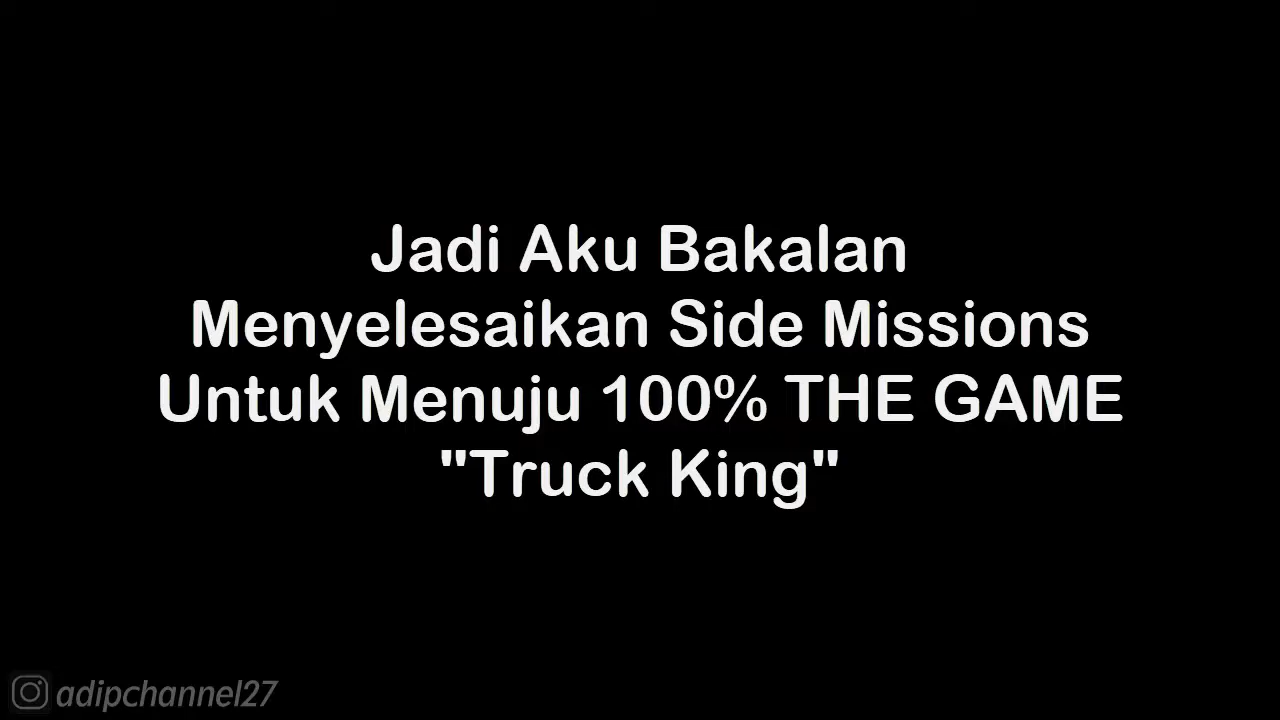 Jadi Aku Bakalan
Menyelesaikan Side Missions
Untuk Menuju 100% THE GAME
"Truck King"
adipchannel27